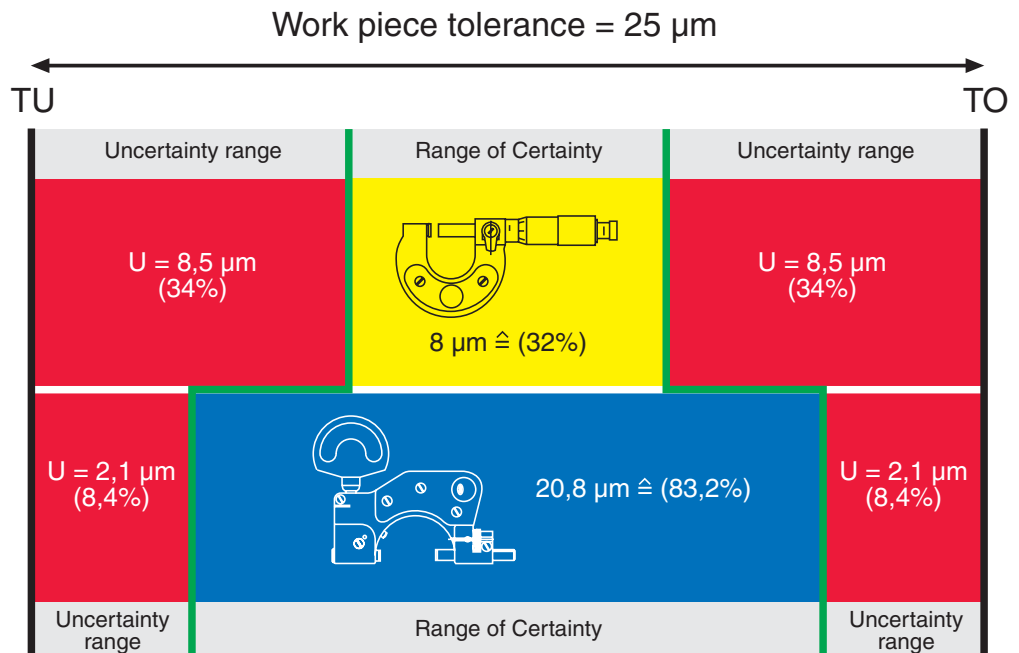 Work piece tolerance = 25 µm
TU
TO
Uncertainty range
Range of Certainty
Uncertainty range
U = 8,5 µm
(34%)
8 µm ≙ (32%)
U = 8,5 µm
(34%)
U = 2,1 µm
(8,4%)
20,8 µm ≙ (83,2%)
U = 2,1 µm
(8,4%)
Uncertainty
range
Range of Certainty
Uncertainty
range